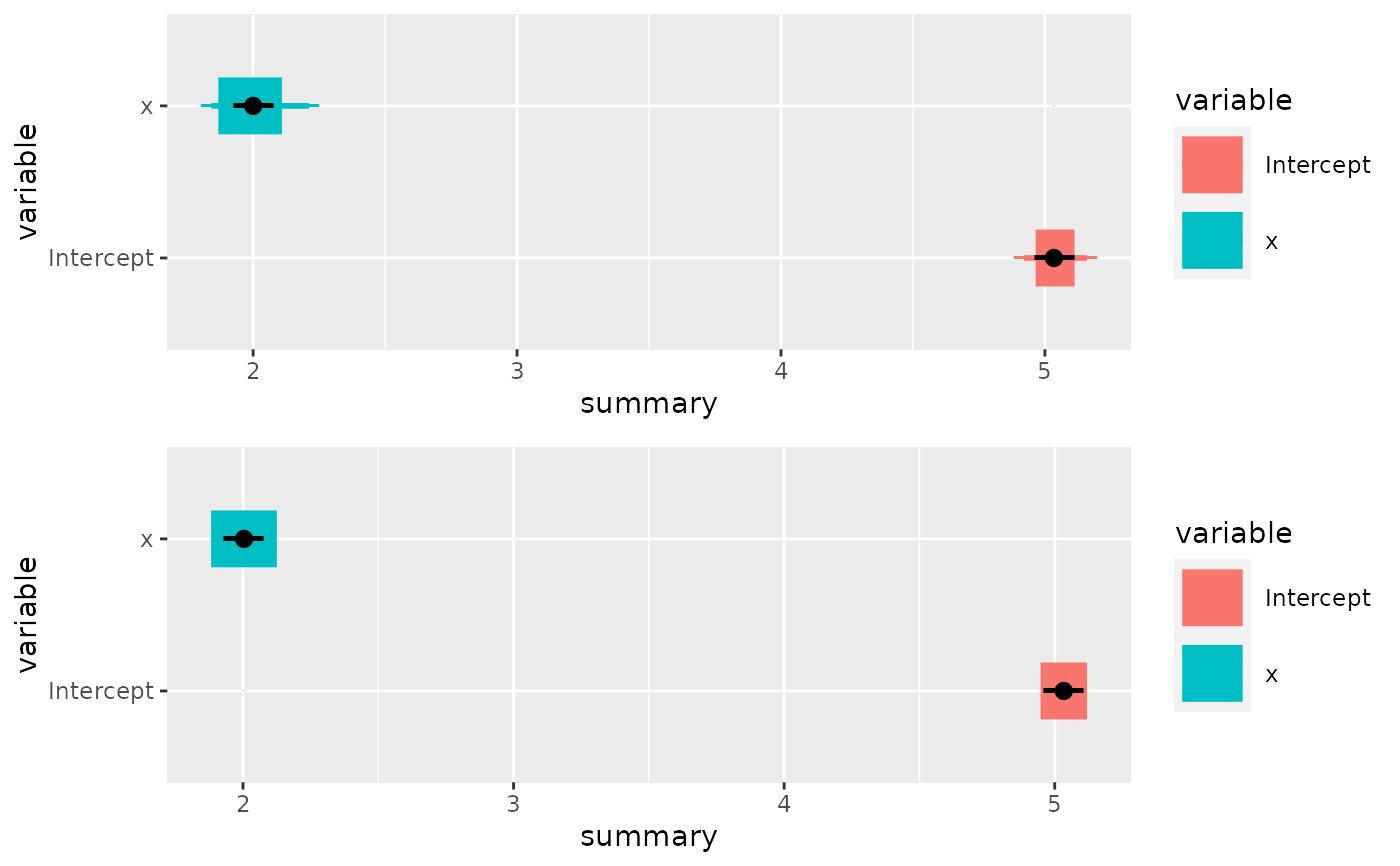 variable
x
Intercept
2 3 4 5
summary
variable
Intercept
x
variable
x
Intercept
2 3 4 5
summary
variable
Intercept
x